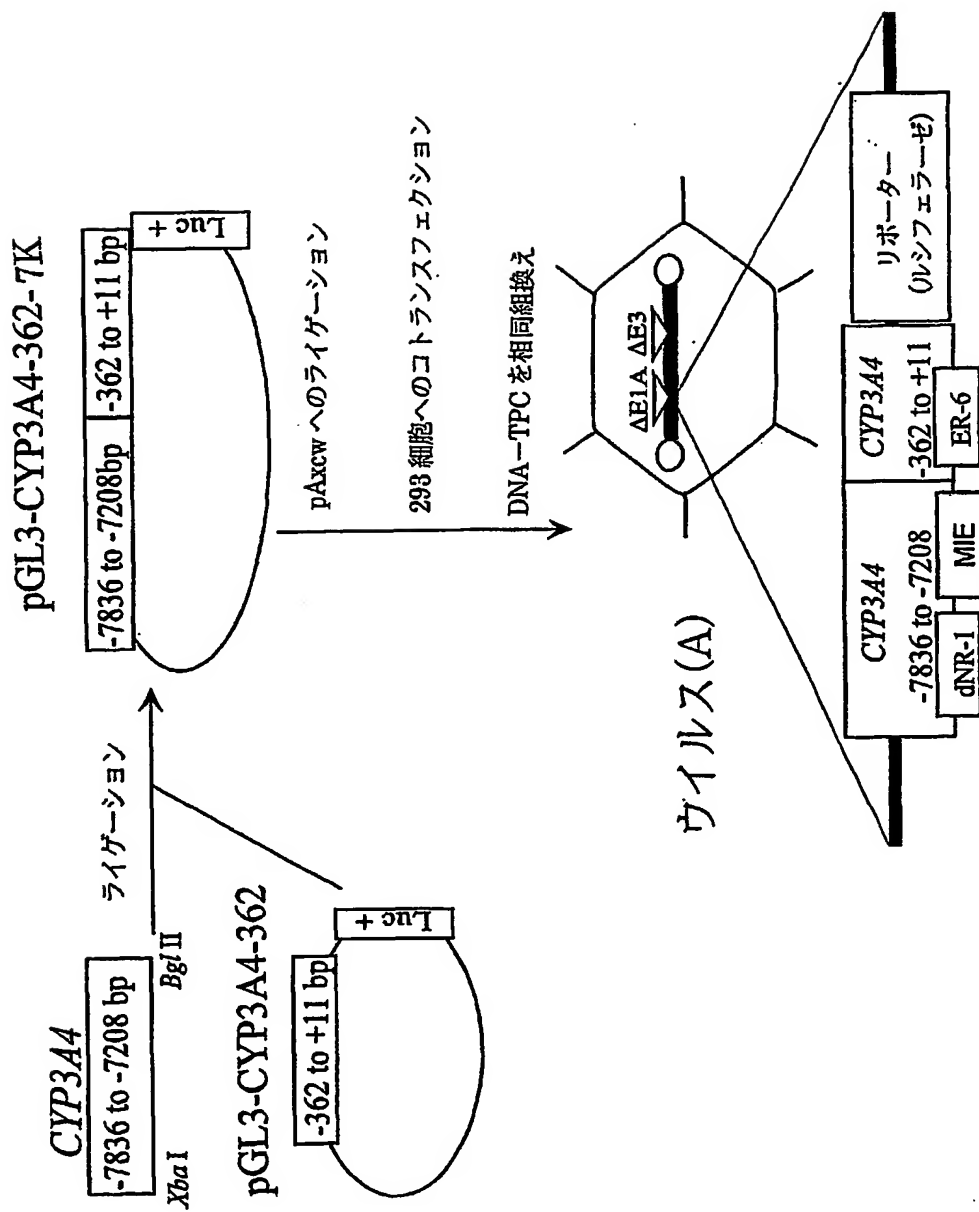 CYP3A4
-7836 to -7208 bp
Xba I
Bgl II
ライゲーション
pGL3-CYP3A4-362
-362 to +11 bp
Luc +
pGL3-CYP3A4-362-7K
-7836 to -7208bp
-362 to +11 bp
Luc +
pAxcw へのライゲーション
293 細胞へのコトランスフェクション
DNA-TPC を相同組換え
ΔE1A ΔE3
ウイルス(A)
CYP3A4
-7836 to -7208
CYP3A4
-362 to +11
リポーター
(ルシフェラーゼ)
dNR-1
MIE
ER-6